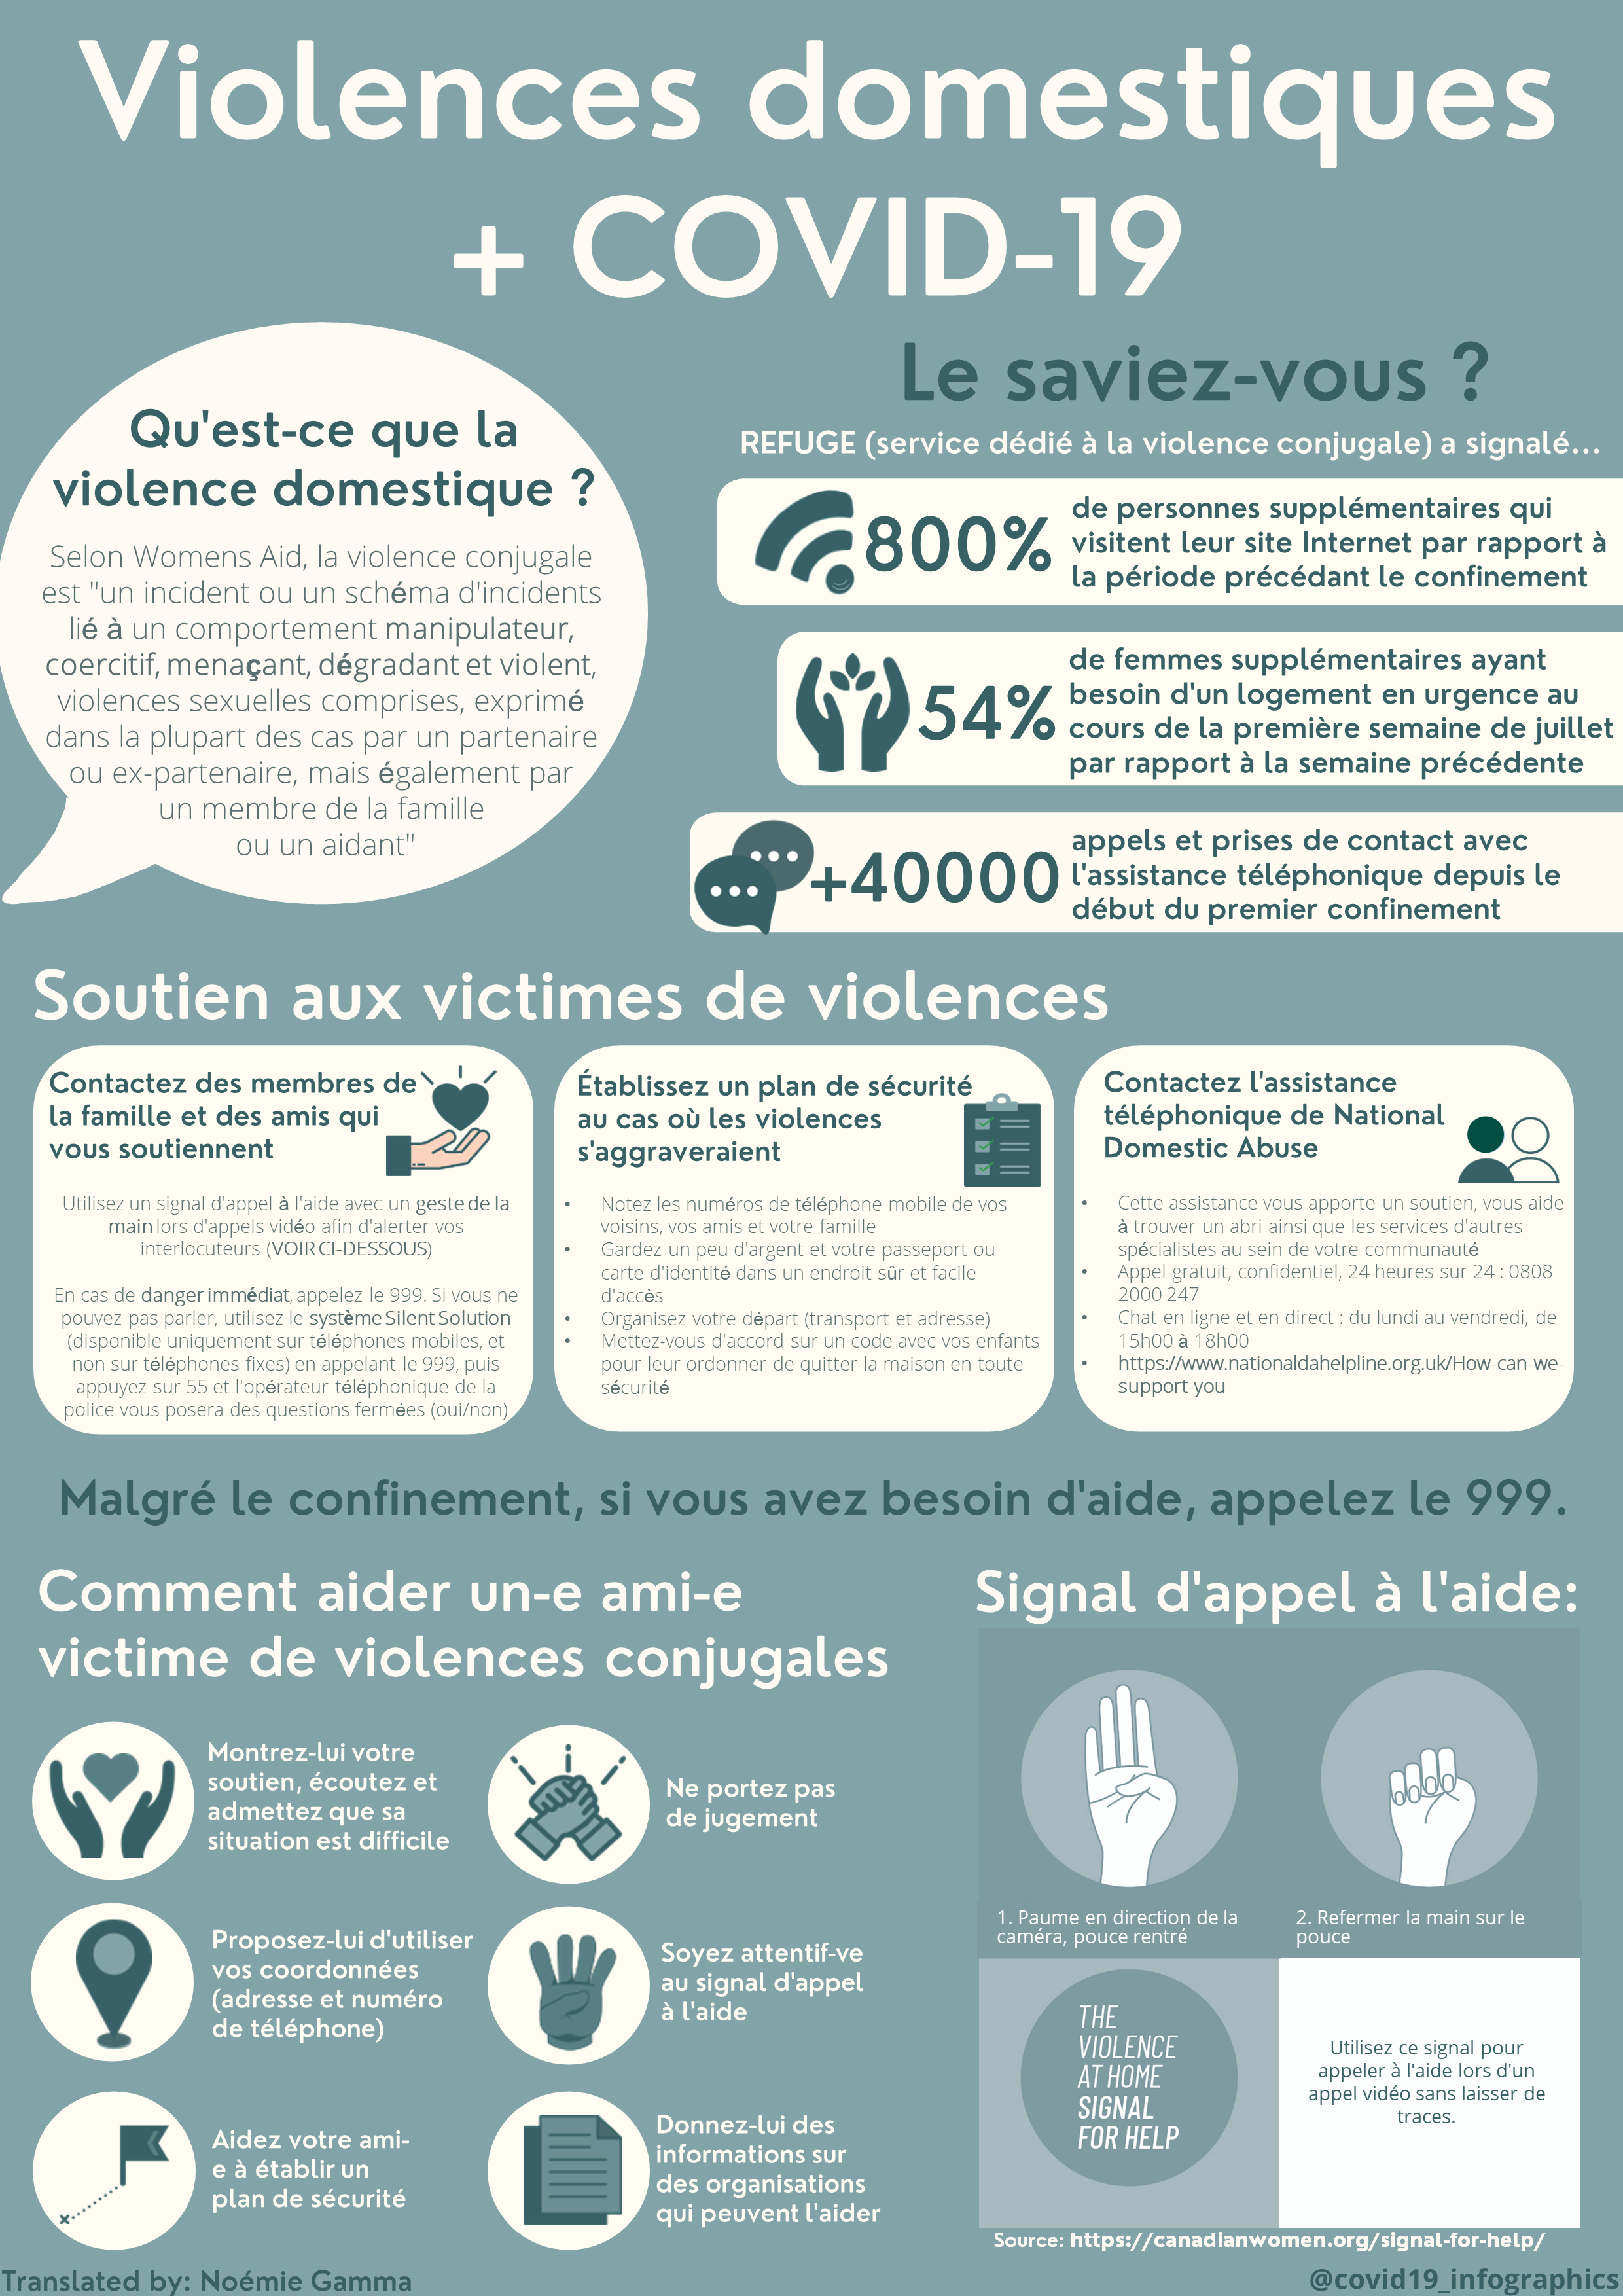 Violences domestiques
+ COVID-19
Qu'est-ce que la
violence domestique ?
Selon Womens Aid, la violence conjugale
est "un incident ou un schéma d'incidents
lié à un comportement manipulateur,
coercitif, menaçant, dégradant et violent,
violences sexuelles comprises, exprimé
dans la plupart des cas par un partenaire
ou ex-partenaire, mais également par
un membre de la famille
ou un aidant"
Le saviez-vous ?
REFUGE (service dédié à la violence conjugale) a signalé...
800%
de personnes supplémentaires qui
visitent leur site Internet par rapport à
la période précédant le confinement
54%
de femmes supplémentaires ayant
besoin d'un logement en urgence au
cours de la première semaine de juillet
par rapport à la semaine précédente
+40000
appels et prises de contact avec
l'assistance téléphonique depuis le
début du premier confinement
Soutien aux victimes de violences
Contactez des membres de
la famille et des amis qui
vous soutiennent
Utilisez un signal d'appel à l'aide avec un geste de la
main lors d'appels vidéo afin d'alerter vos
interlocuteurs (VOIR CI-DESSOUS)
En cas de danger immédiat, appelez le 999. Si vous ne
pouvez pas parler, utilisez le système Silent Solution
(disponible uniquement sur téléphones mobiles, et
non sur téléphones fixes) en appelant le 999, puis
appuyez sur 55 et l'opérateur téléphonique de la
police vous posera des questions fermées (oui/non)
Établissez un plan de sécurité
au cas où les violences
s'aggraveraient
• Notez les numéros de téléphone mobile de vos
voisins, vos amis et votre famille
• Gardez un peu d'argent et votre passeport ou
carte d'identité dans un endroit sûr et facile
d'accès
• Organisez votre départ (transport et adresse)
• Mettez-vous d'accord sur un code avec vos enfants
pour leur ordonner de quitter la maison en toute
sécurité
Contactez l'assistance
téléphonique de National
Domestic Abuse
• Cette assistance vous apporte un soutien, vous aide
à trouver un abri ainsi que les services d'autres
spécialistes au sein de votre communauté
• Appel gratuit, confidentiel, 24 heures sur 24 : 0808
2000 247
• Chat en ligne et en direct : du lundi au vendredi, de
15h00 à 18h00
• https://www.nationaldahelpline.org.uk/How-can-we-
support-you
Malgré le confinement, si vous avez besoin d'aide, appelez le 999.
Comment aider un-e ami-e
victime de violences conjugales
Montrez-lui votre
soutien, écoutez et
admettez que sa
situation est difficile
Ne portez pas
de jugement
Proposez-lui d'utiliser
vos coordonnées
(adresse et numéro
de téléphone)
Soyez attentif-ve
au signal d'appel
à l'aide
Aidez votre ami-
e à établir un
plan de sécurité
Donnez-lui des
informations sur
des organisations
qui peuvent l'aider
Signal d'appel à l'aide:
1. Paume en direction de la
caméra, pouce rentré
2. Refermer la main sur le
pouce
THE
VIOLENCE
AT HOME
SIGNAL
FOR HELP
Utilisez ce signal pour
appeler à l'aide lors d'un
appel vidéo sans laisser de
traces.
Source: https://canadianwomen.org/signal-for-help/
Translated by: Noémie Gamma
@covid19_infographics